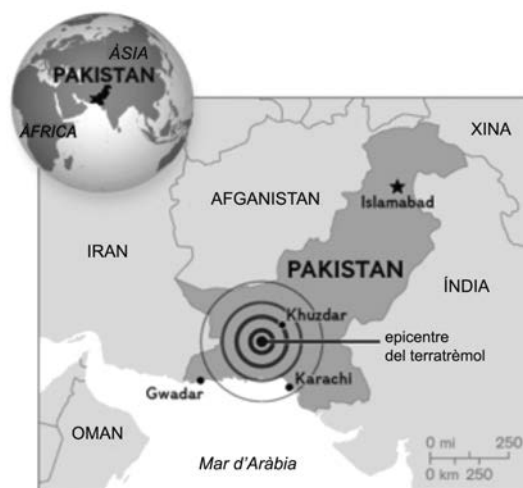 ÀSIA
PAKISTAN
ÀFRICA
XINA
AFGANISTAN
Islamabad
IRAN
PAKISTAN
ÍNDIA
Khuzdar
epicentre
del terratrèmol
Gwadar
Karachi
OMAN
Mar d'Aràbia
0 mi 250
0 km 250